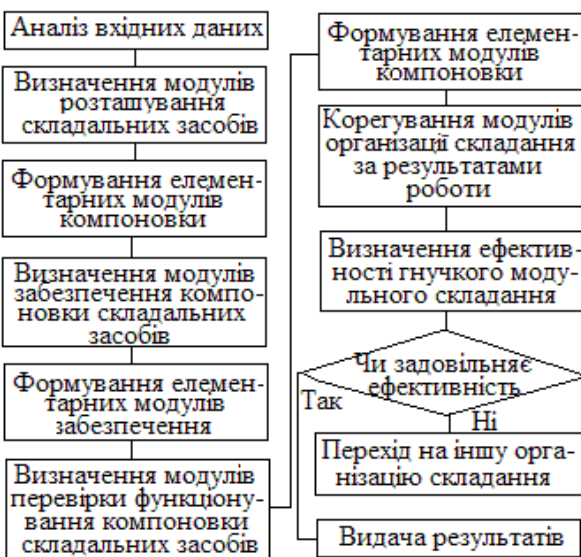 Аналіз вхідних даних
Визначення модулів
розташування
складальних засобів
Формування елемен-
тарних модулів
компоновки
Визначення модулів
забезпечення компо-
новки складальних
засобів
Формування елемен-
тарних модулів
забезпечення
Визначення модулів
перевірки функціону-
вання компоновки
складальних засобів
Формування елемен-
тарних модулів
компоновки
Корегування модулів
організації складання
за результатами
роботи
Визначення ефектив-
ності гнучкого моду-
льного складання
Чи задовільняє
ефективність
Так
Ні
Перехід на іншу орга-
нізацію складання
Видача результатів